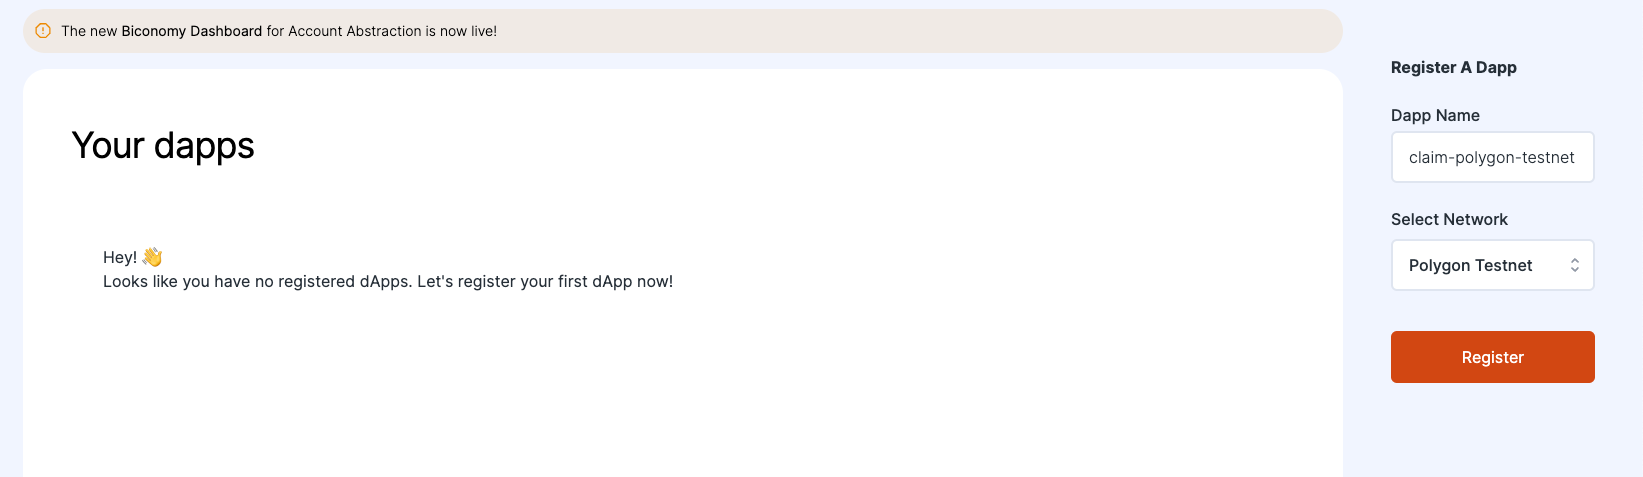 The new Biconomy Dashboard for Account Abstraction is now live!
Your dapps
Hey! 👋
Looks like you have no registered dApps. Let's register your first dApp now!
Register A Dapp
Dapp Name
claim-polygon-testnet
Select Network
Polygon Testnet
Register